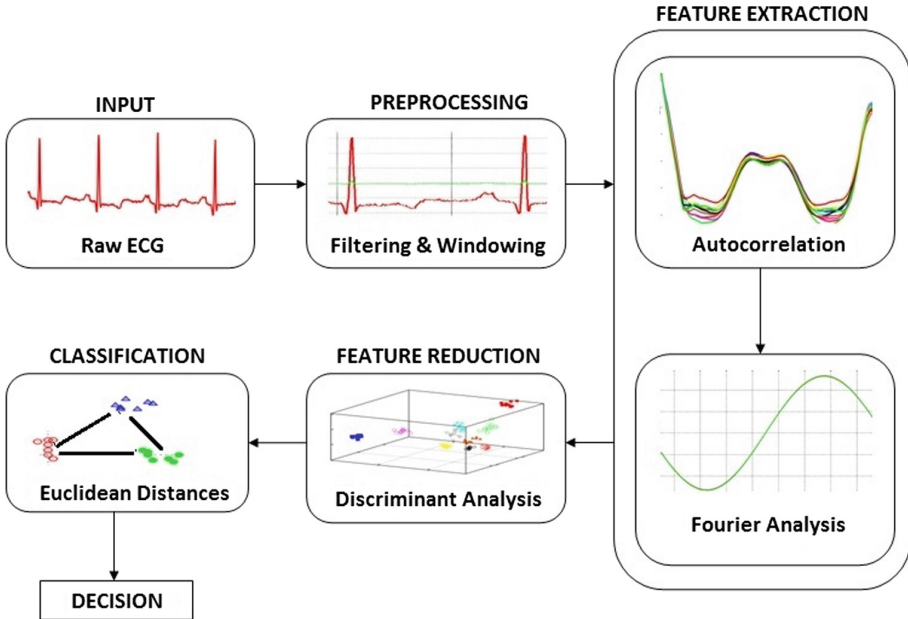 FEATURE EXTRACTION
INPUT
PREPROCESSING
Raw ECG
Filtering & Windowing
Autocorrelation
CLASSIFICATION
FEATURE REDUCTION
Euclidean Distances
Discriminant Analysis
Fourier Analysis
DECISION